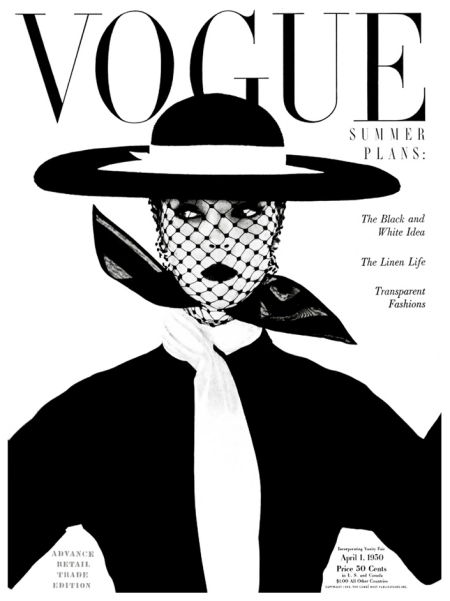 VOGUE
SUMMER
PLANS:
The Black and
White Idea
The Linen Life
Transparent
Fashions
ADVANCE
RETAIL
TRADE
EDITION
Incorporating Vanity Fair
April 1, 1950
Price 50 Cents
in U. S. and Canada
$1.00 All Other Countries